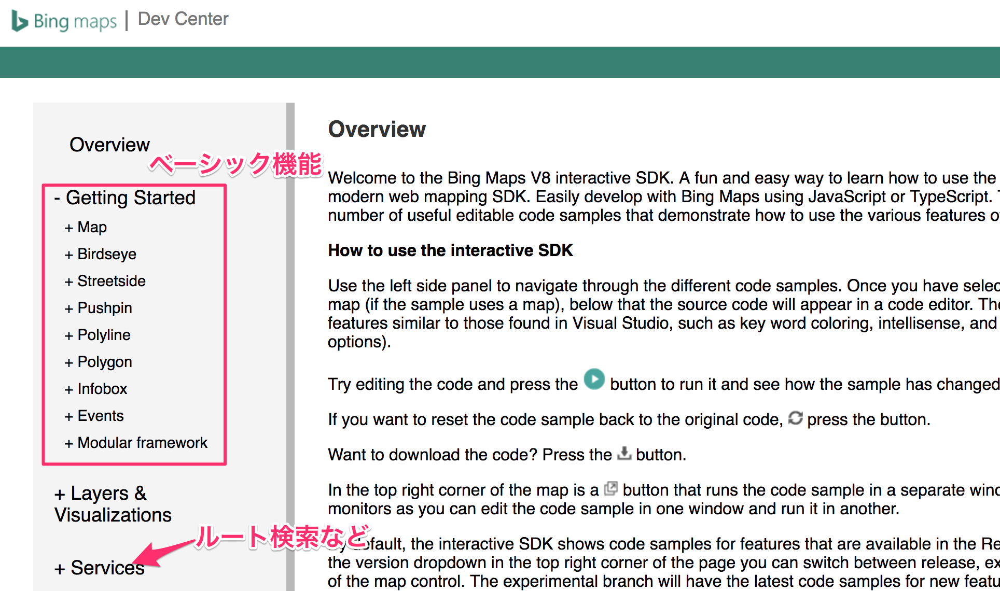 Bing maps | Dev Center
Overview
ベーシック機能
- Getting Started
+ Map
+ Birdseye
+ Streetside
+ Pushpin
+ Polyline
+ Polygon
+ Infobox
+ Events
+ Modular framework
+ Layers &
Visualizations
ルート検索など
+ Services
Overview
Welcome to the Bing Maps V8 interactive SDK. A fun and easy way to learn how to use the
modern web mapping SDK. Easily develop with Bing Maps using JavaScript or TypeScript.
number of useful editable code samples that demonstrate how to use the various features
How to use the interactive SDK
Use the left side panel to navigate through the different code samples. Once you have
map (if the sample uses a map), below that the source code will appear in a code editor.
features similar to those found in Visual Studio, such as key word coloring, intellisense, and
options).
Try editing the code and press the button to run it and see how the sample has changed
If you want to reset the code sample back to the original code, press the button.
Want to download the code? Press the button.
In the top right corner of the map is a button that runs the code sample in a separate
monitors as you can edit the code sample in one window and run it in another.
default, the interactive SDK shows code samples for features that are available in the
the version dropdown in the top right corner of the page you can switch between release,
of the map control. The experimental branch will have the latest code samples for new